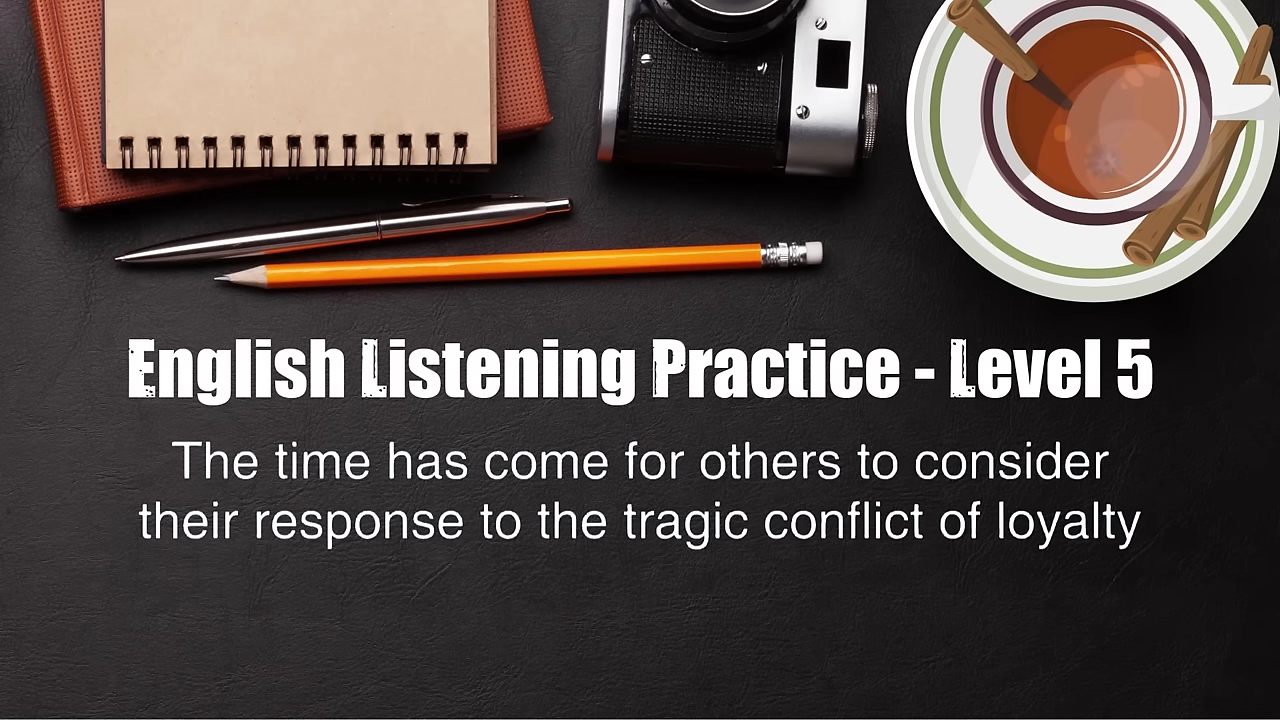 English Listening Practice - Level 5
The time has come for others to consider
their response to the tragic conflict of loyalty